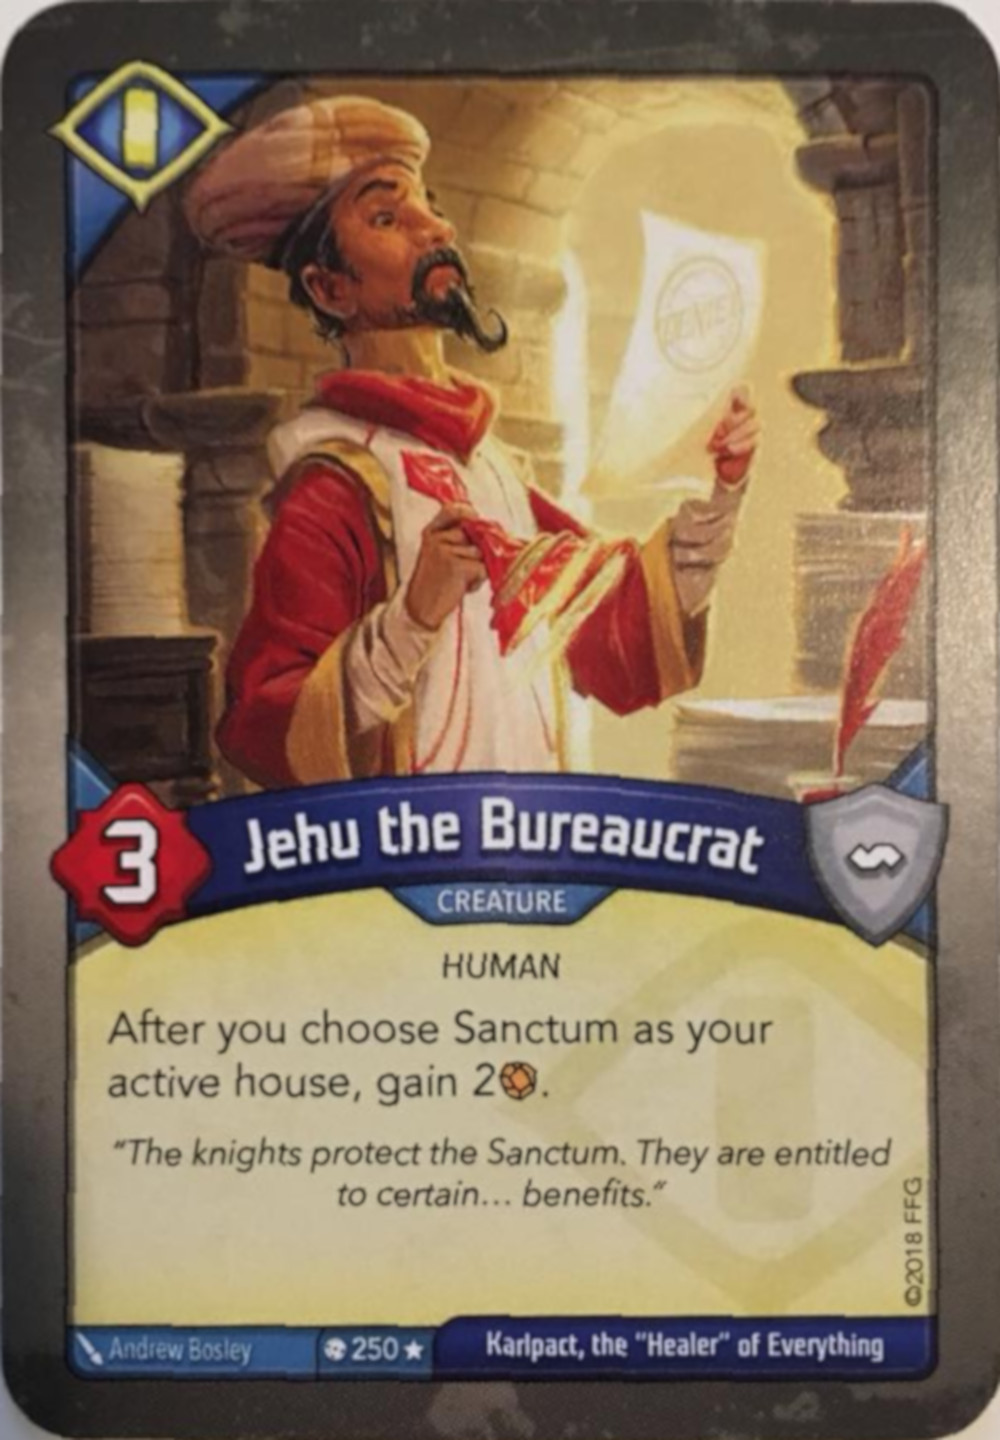 3
Jehu the Bureaucrat
CREATURE
HUMAN
After you choose Sanctum as your
active house, gain 2.
“The knights protect the Sanctum. They are entitled
to certain... benefits.”
©2018 FFG
Andrew Bosley
250
Karlpact, the "Healer" of Everything